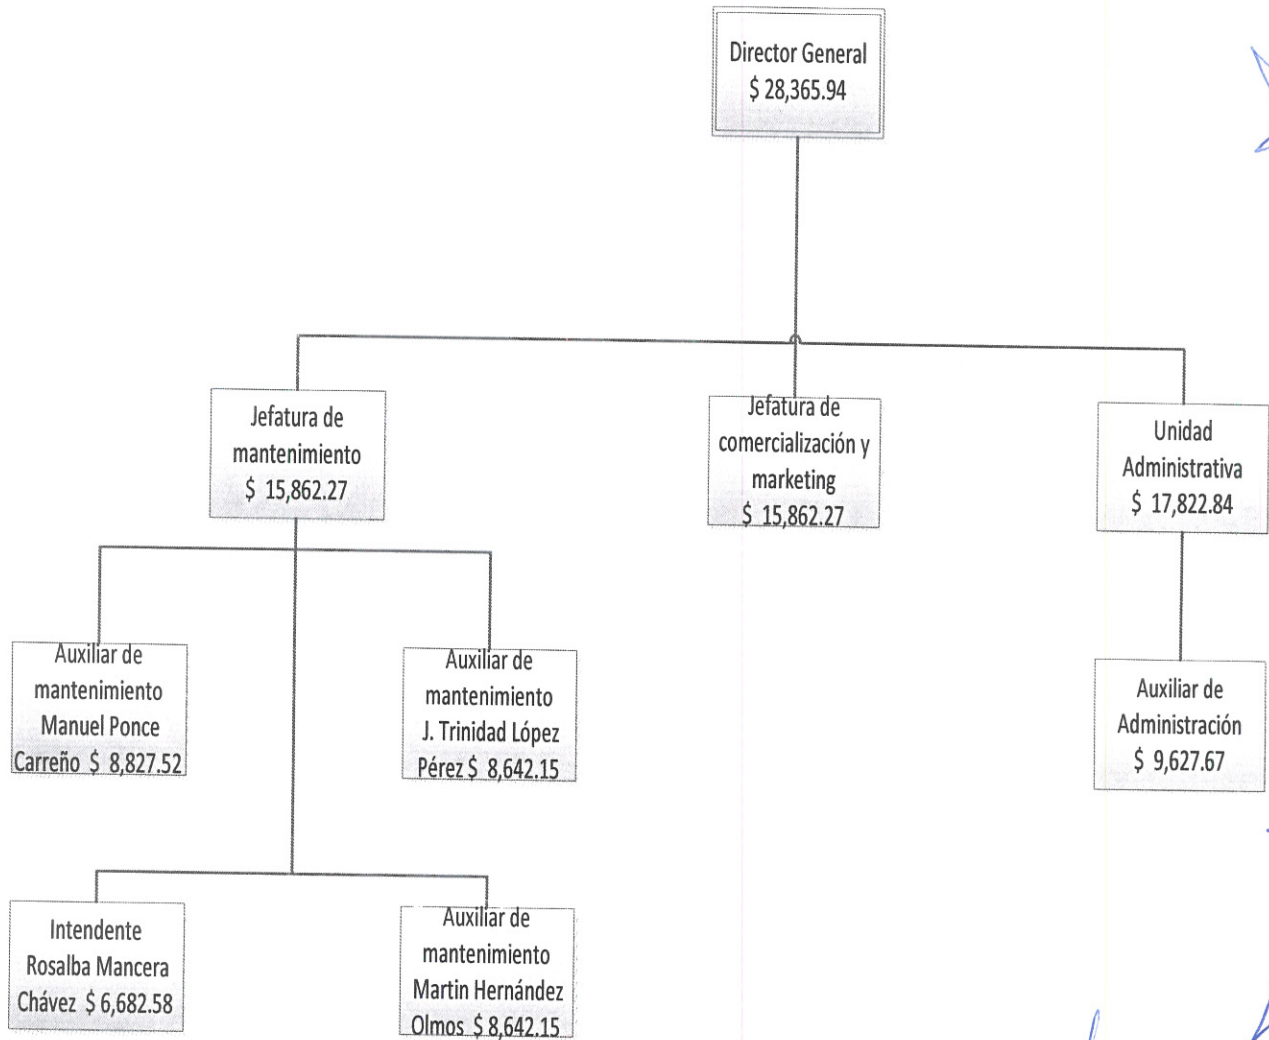 Director General
$ 28,365.94
Jefatura de
mantenimiento
$ 15,862.27
Jefatura de
comercialización y
marketing
$ 15,862.27
Unidad
Administrativa
$ 17,822.84
Auxiliar de
mantenimiento
Manuel Ponce
Carreño $ 8,827.52
Auxiliar de
mantenimiento
J. Trinidad López
Pérez $ 8,642.15
Auxiliar de
Administración
$ 9,627.67
Intendente
Rosalba Mancera
Chávez $ 6,682.58
Auxiliar de
mantenimiento
Martin Hernández
Olmos $ 8,642.15